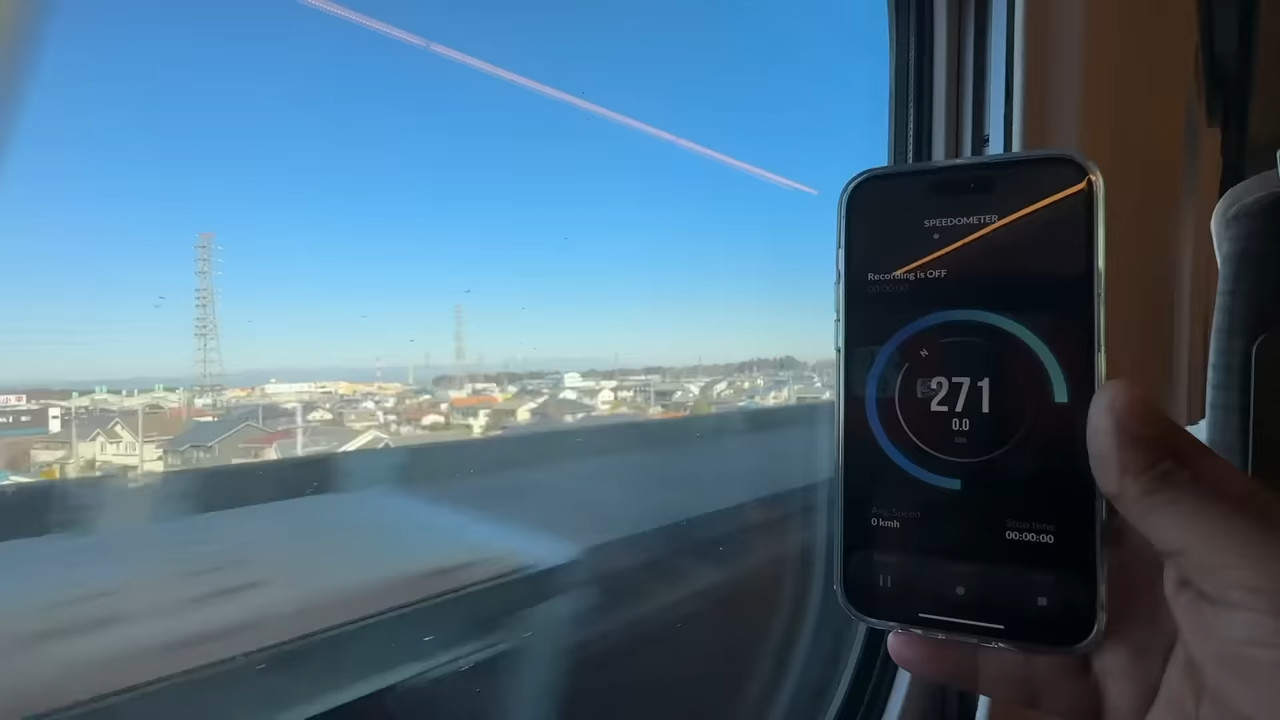 SPEEDOMETER
Recording is OFF
00:00:00
N
271
0.0
Avg. Speed
0 kmh
Stop time
00:00:00